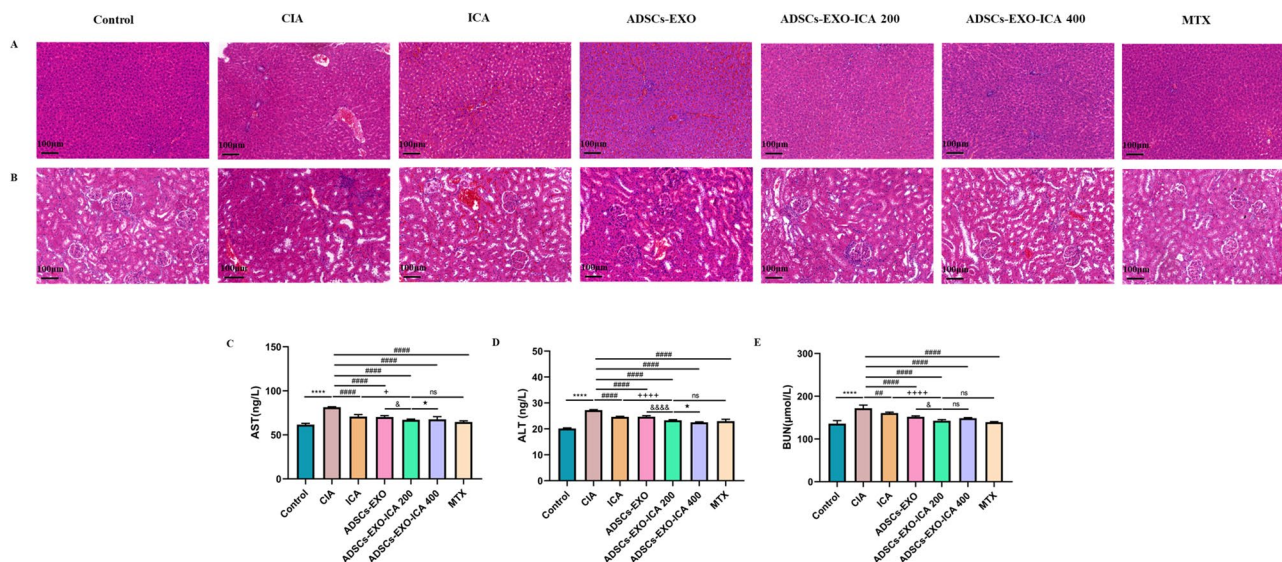 Control CIA ICA ADSCs-EXO ADSCs-EXO-ICA 200 ADSCs-EXO-ICA 400 MTX
A
100μm 100μm 100μm 100μm 100μm 100μm 100μm
B
100μm 100μm 100μm 100μm 100μm 100μm 100μm
C
AST(ng/L)
150
100
50
0
####
####
####
####
**** #### + ns
& ★
Control
CIA
ICA
ADSCs-EXO
ADSCs-EXO-ICA 200
ADSCs-EXO-ICA 400
MTX
D
ALT (ng/L)
50
40
30
20
10
0
####
####
####
####
**** #### ++++ ns
&&&& ★
Control
CIA
ICA
ADSCs-EXO
ADSCs-EXO-ICA 200
ADSCs-EXO-ICA 400
MTX
E
BUN(μmol/L)
300
200
100
0
####
####
####
####
**** ## ++++ ns
& ns
Control
CIA
ICA
ADSCs-EXO
ADSCs-EXO-ICA 200
ADSCs-EXO-ICA 400
MTX